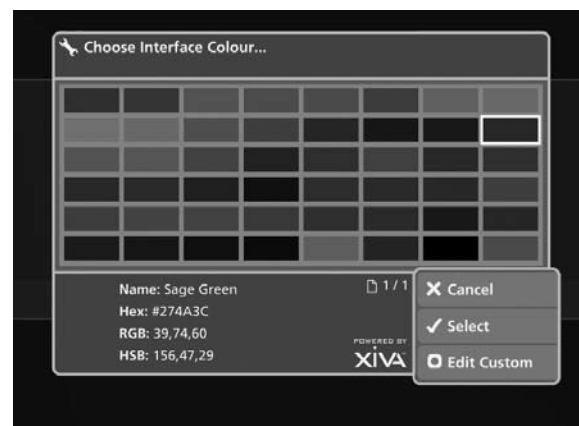 Choose Interface Colour...
Name: Sage Green
1 / 1
Hex: #274A3C
RGB: 39,74,60
HSB: 156,47,29
POWERED BY
XiVA
Cancel
Select
Edit Custom